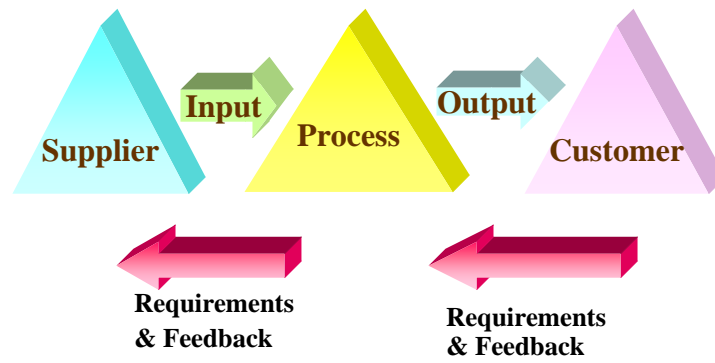 Input
Output
Supplier
Process
Customer
Requirements
& Feedback
Requirements
& Feedback